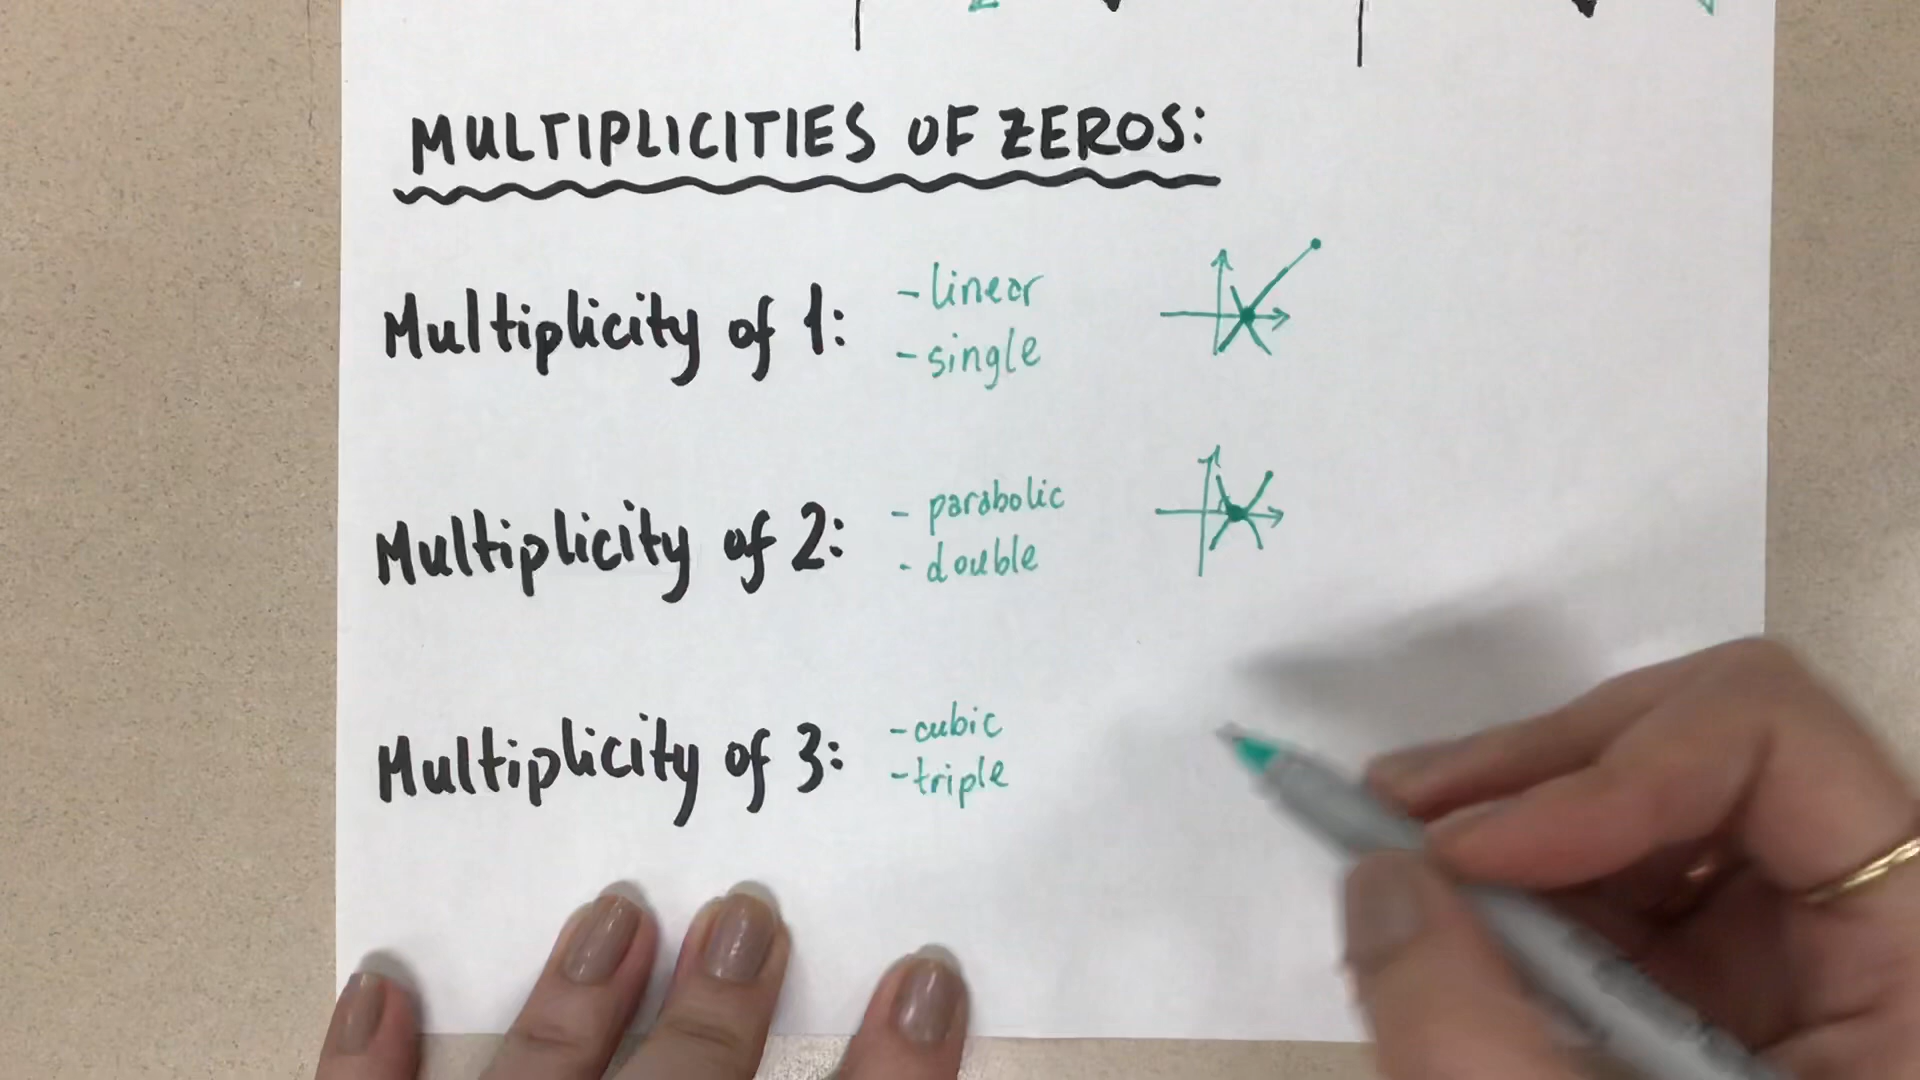 MULTIPLICITIES OF ZEROS:
Multiplicity of 1:
- linear
- single
Multiplicity of 2:
- parabolic
- double
Multiplicity of 3:
- cubic
- triple